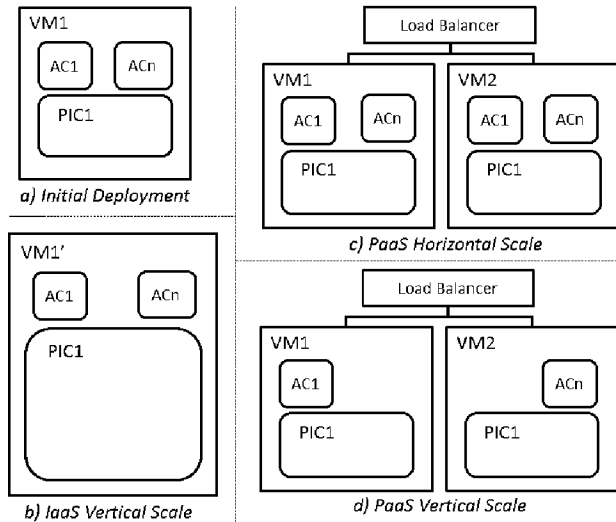 VM1
AC1
ACn
PIC1
a) Initial Deployment
VM1'
AC1
ACn
PIC1
b) IaaS Vertical Scale
Load Balancer
VM1
AC1
ACn
PIC1
VM2
AC1
ACn
PIC1
c) PaaS Horizontal Scale
Load Balancer
VM1
AC1
PIC1
VM2
ACn
PIC1
d) PaaS Vertical Scale